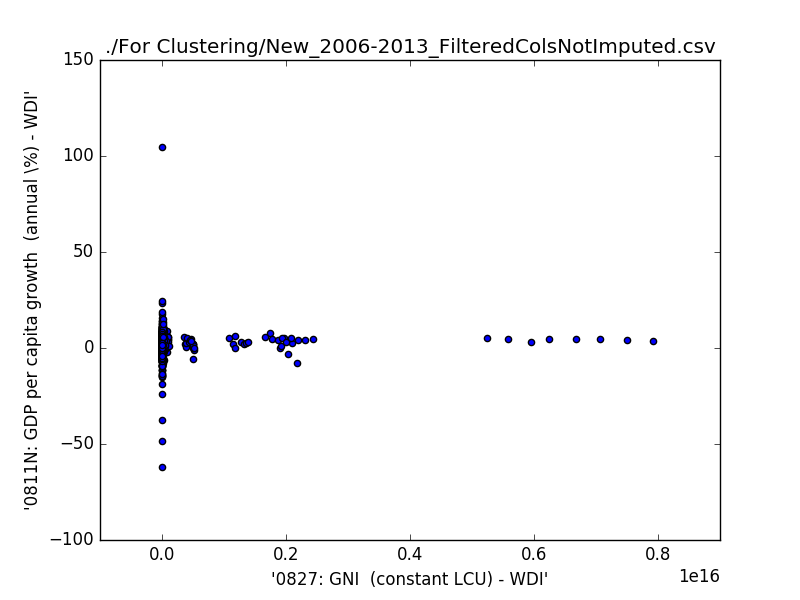 ./For Clustering/New_2006-2013_FilteredColsNotImputed.csv
150
100
50
0
−50
−100
'0811N: GDP per capita growth  (annual \%) - WDI'
0.0 0.2 0.4 0.6 0.8
1e16
'0827: GNI  (constant LCU) - WDI'